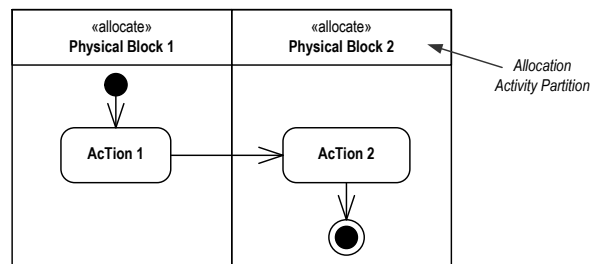 «allocate»
Physical Block 1
«allocate»
Physical Block 2
Allocation
Activity Partition
AcTion 1
AcTion 2